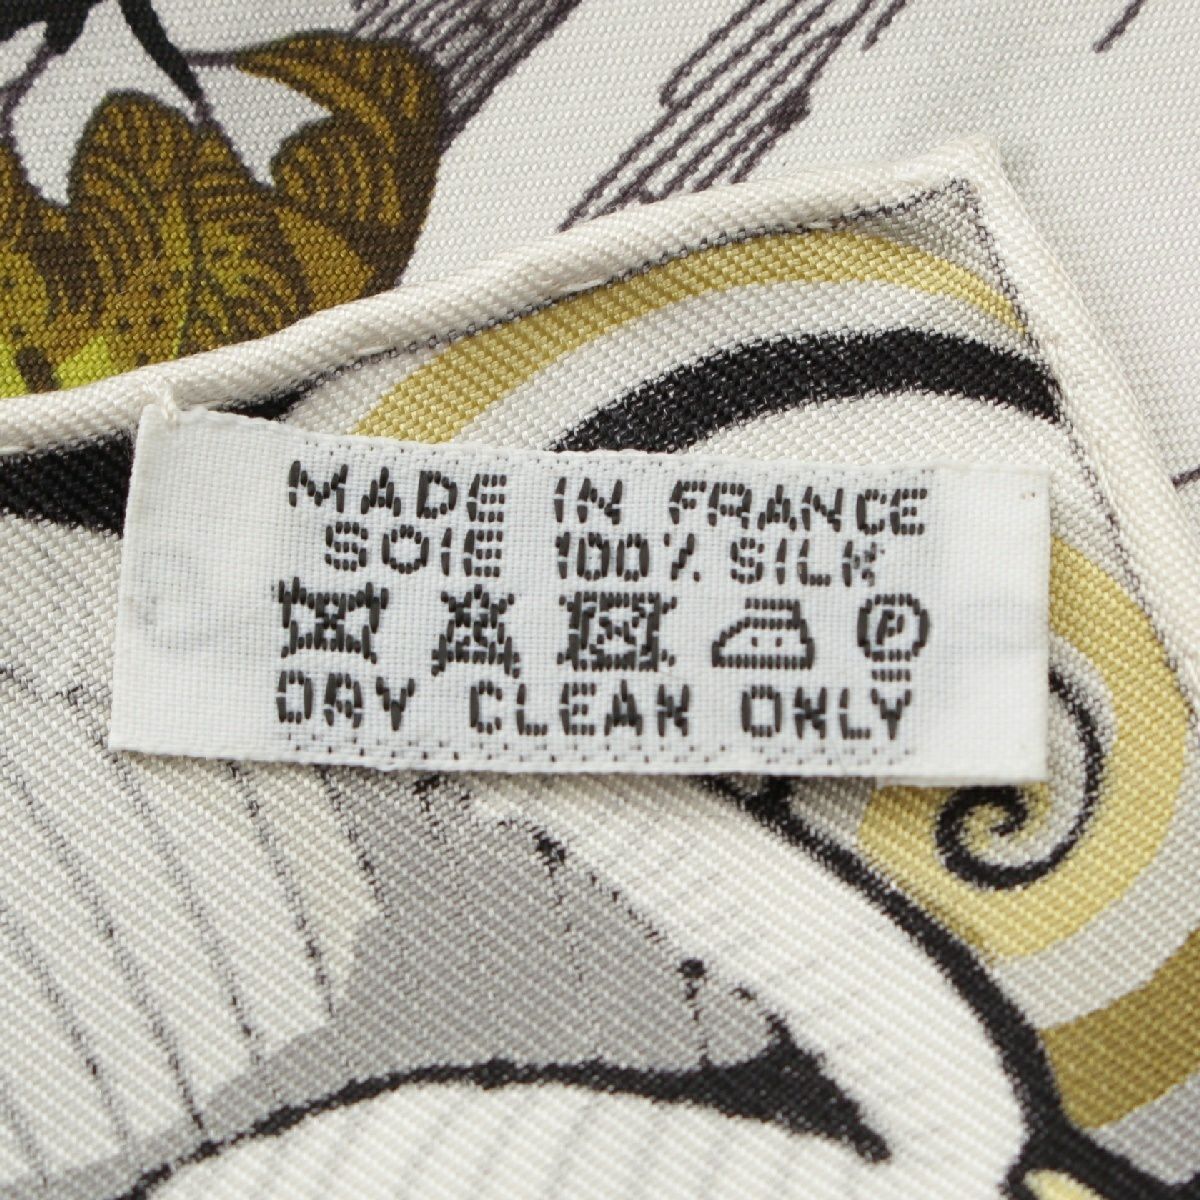 MADE IN FRANCE
SOIE 100% SILK
P
DRY CLEAN ONLY